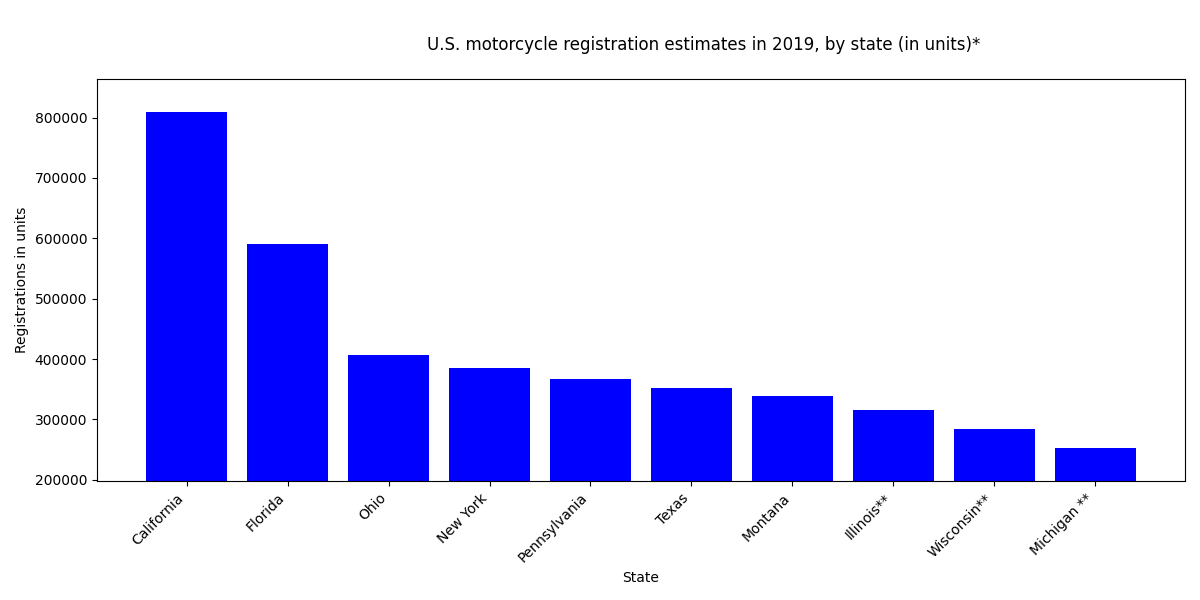 U.S. motorcycle registration estimates in 2019, by state (in units)*
Registrations in units
800000
700000
600000
500000
400000
300000
200000
California
Florida
Ohio
New York
Pennsylvania
Texas
Montana
Illinois**
Wisconsin**
Michigan **
State